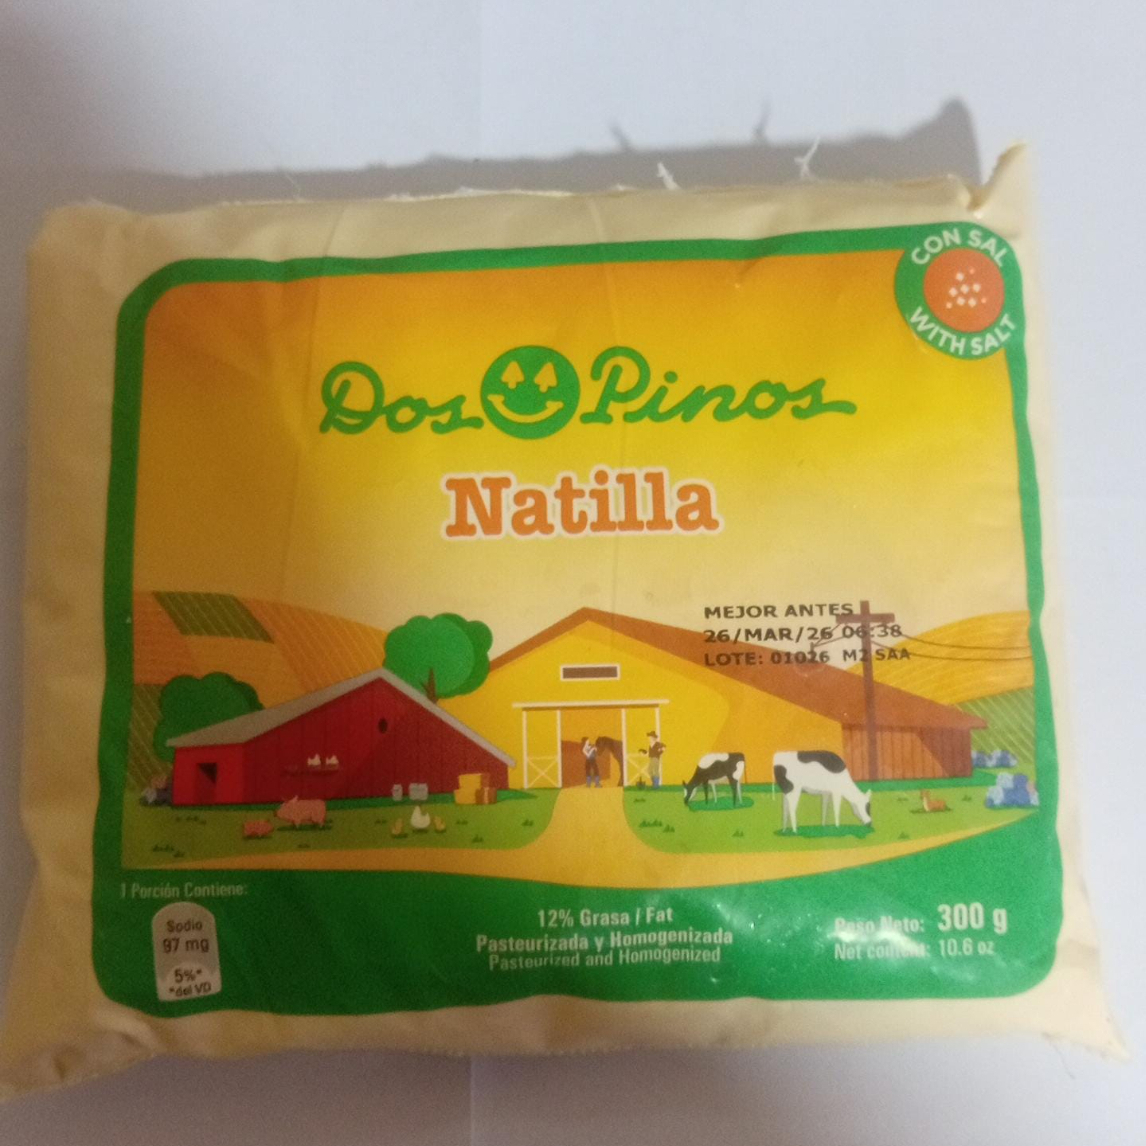 CON SAL
WITH SALT
Dos Pinos
Natilla
MEJOR ANTES
26/MAR/26 06:38
LOTE: 01026 M2 SAA
1 Porción Contiene:
Sodio
97 mg
5%*
*del VD
12% Grasa / Fat
Pasteurizada y Homogenizada
Pasteurized and Homogenized
Peso Neto: 300 g
Net content: 10.6 oz